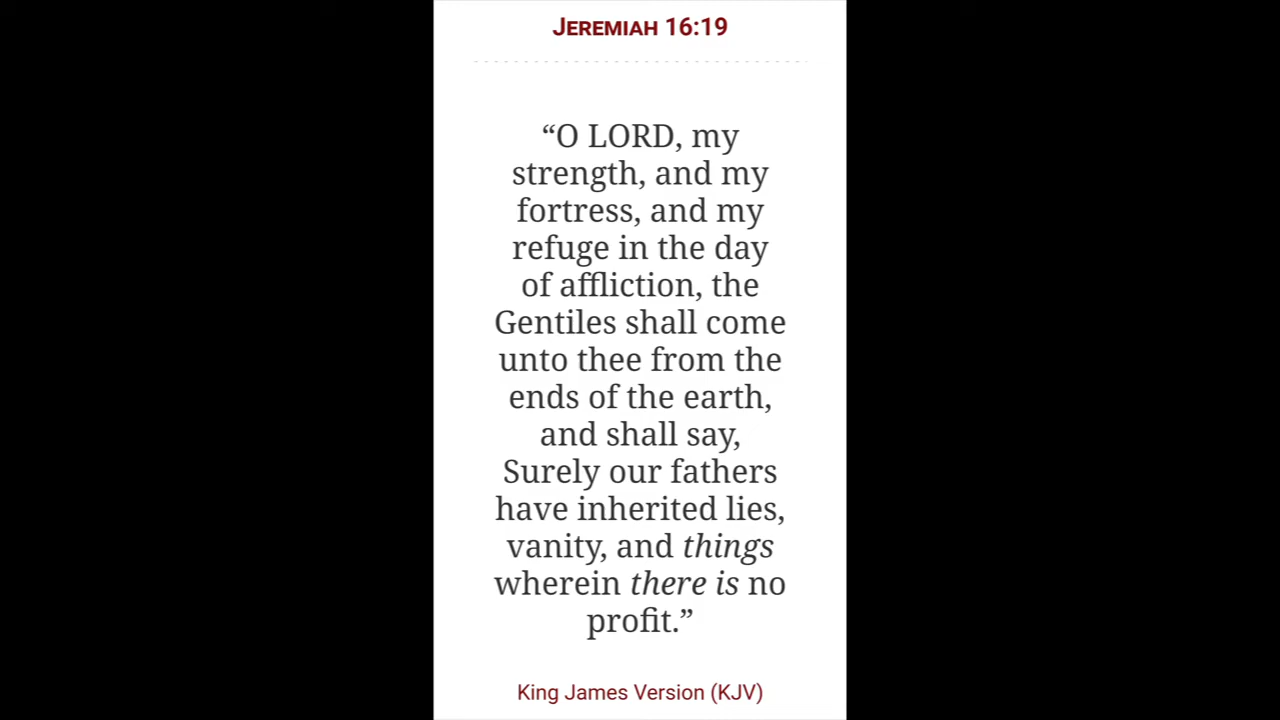 JEREMIAH 16:19
“O LORD, my
strength, and my
fortress, and my
refuge in the day
of affliction, the
Gentiles shall come
unto thee from the
ends of the earth,
and shall say,
Surely our fathers
have inherited lies,
vanity, and things
wherein there is no
profit.”
King James Version (KJV)